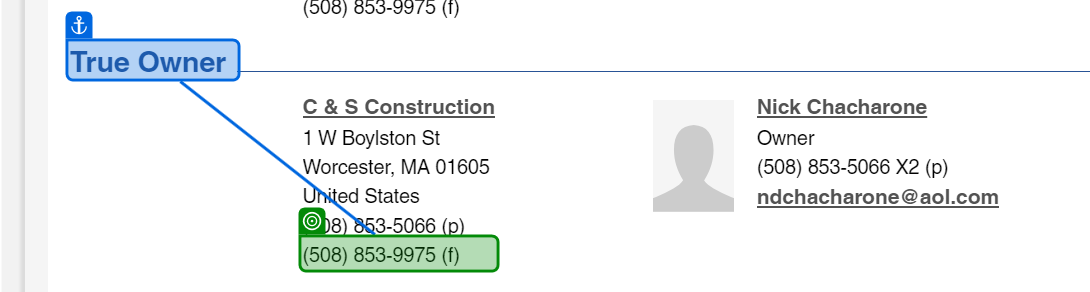 (508) 853-9975 (f)
True Owner
C & S Construction
1 W Boylston St
Worcester, MA 01605
United States
08) 853-5066 (p)
(508) 853-9975 (f)
Nick Chacharone
Owner
(508) 853-5066 X2 (p)
ndchacharone@aol.com